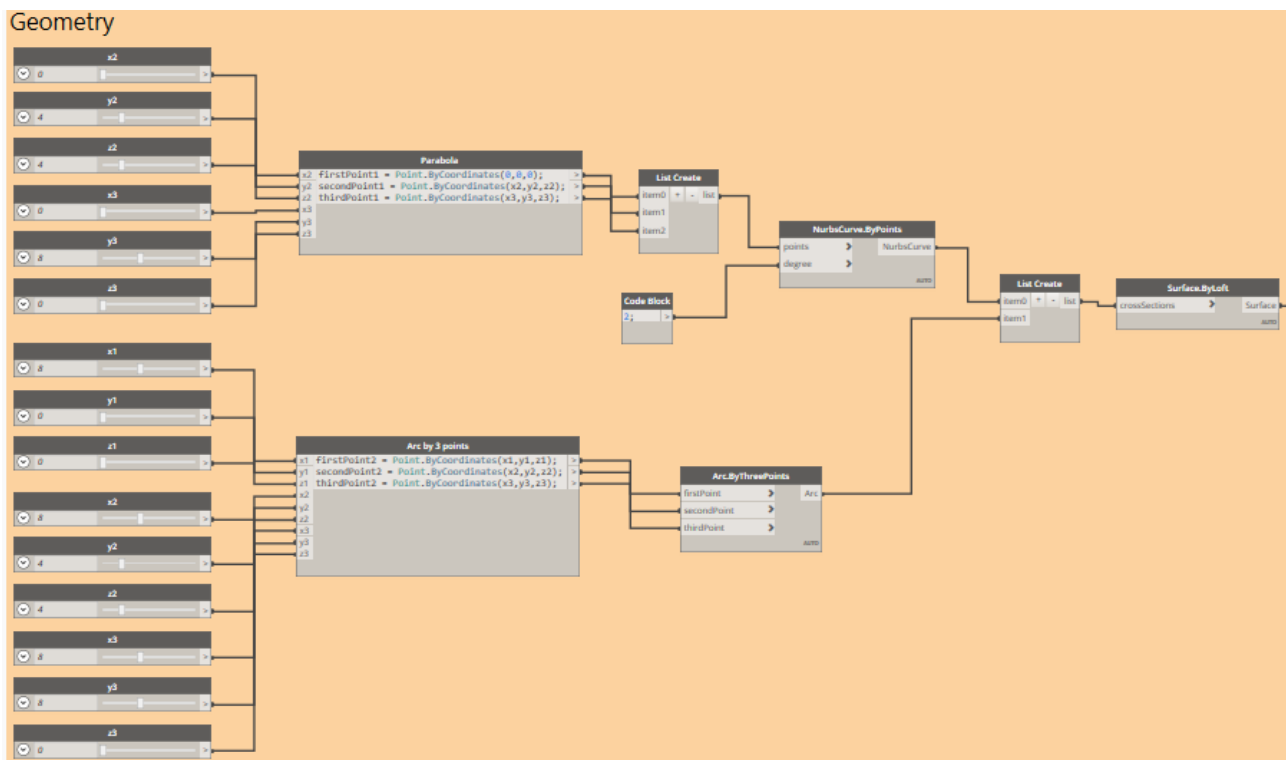 Geometry
x2
0 >
y2
4 >
z2
4 >
x3
0 >
y3
8 >
z3
0 >
Parabola
x2 firstPoint1 = Point.ByCoordinates(0,0,0); >
y2 secondPoint1 = Point.ByCoordinates(x2,y2,z2); >
z2 thirdPoint1 = Point.ByCoordinates(x3,y3,z3); >
x3
y3
z3
List Create
item0 + - list
item1
item2
Code Block
2; >
NurbsCurve.ByPoints
points > NurbsCurve
degree >
AUTO
List Create
item0 + - list
item1
Surface.ByLoft
crossSections > Surface
AUTO
x1
8 >
y1
0 >
z1
0 >
x2
8 >
y2
4 >
z2
4 >
x3
8 >
y3
8 >
z3
0 >
Arc by 3 points
x1 firstPoint2 = Point.ByCoordinates(x1,y1,z1); >
y1 secondPoint2 = Point.ByCoordinates(x2,y2,z2); >
z1 thirdPoint2 = Point.ByCoordinates(x3,y3,z3); >
x2
y2
z2
x3
y3
z3
Arc.ByThreePoints
firstPoint > Arc
secondPoint >
thirdPoint >
AUTO